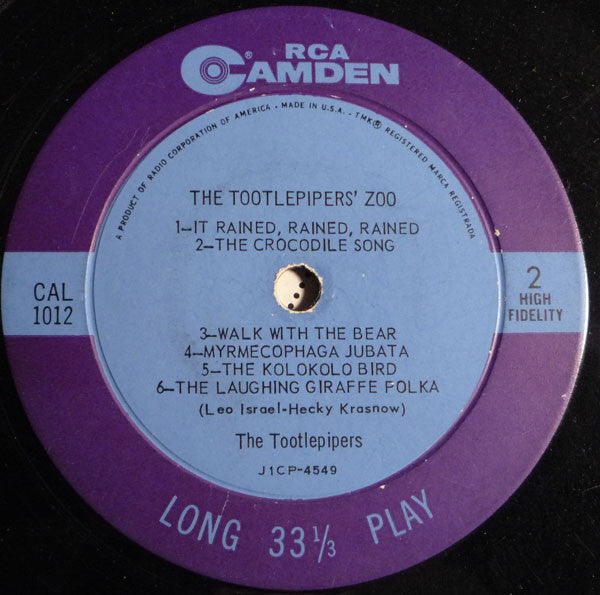 RCA
CAMDEN®
A PRODUCT OF RADIO CORPORATION OF AMERICA • MADE IN U.S.A. • TMK® REGISTERED MARCA REGISTRADA
THE TOOTLEPIPERS' ZOO
1—IT RAINED, RAINED, RAINED
2—THE CROCODILE SONG
CAL
1012
2
HIGH
FIDELITY
3—WALK WITH THE BEAR
4—MYRMECOPHAGA JUBATA
5—THE KOLOKOLO BIRD
6—THE LAUGHING GIRAFFE POLKA
(Leo Israel-Hecky Krasnow)
The Tootlepipers
J1CP-4549
LONG 33⅓ PLAY